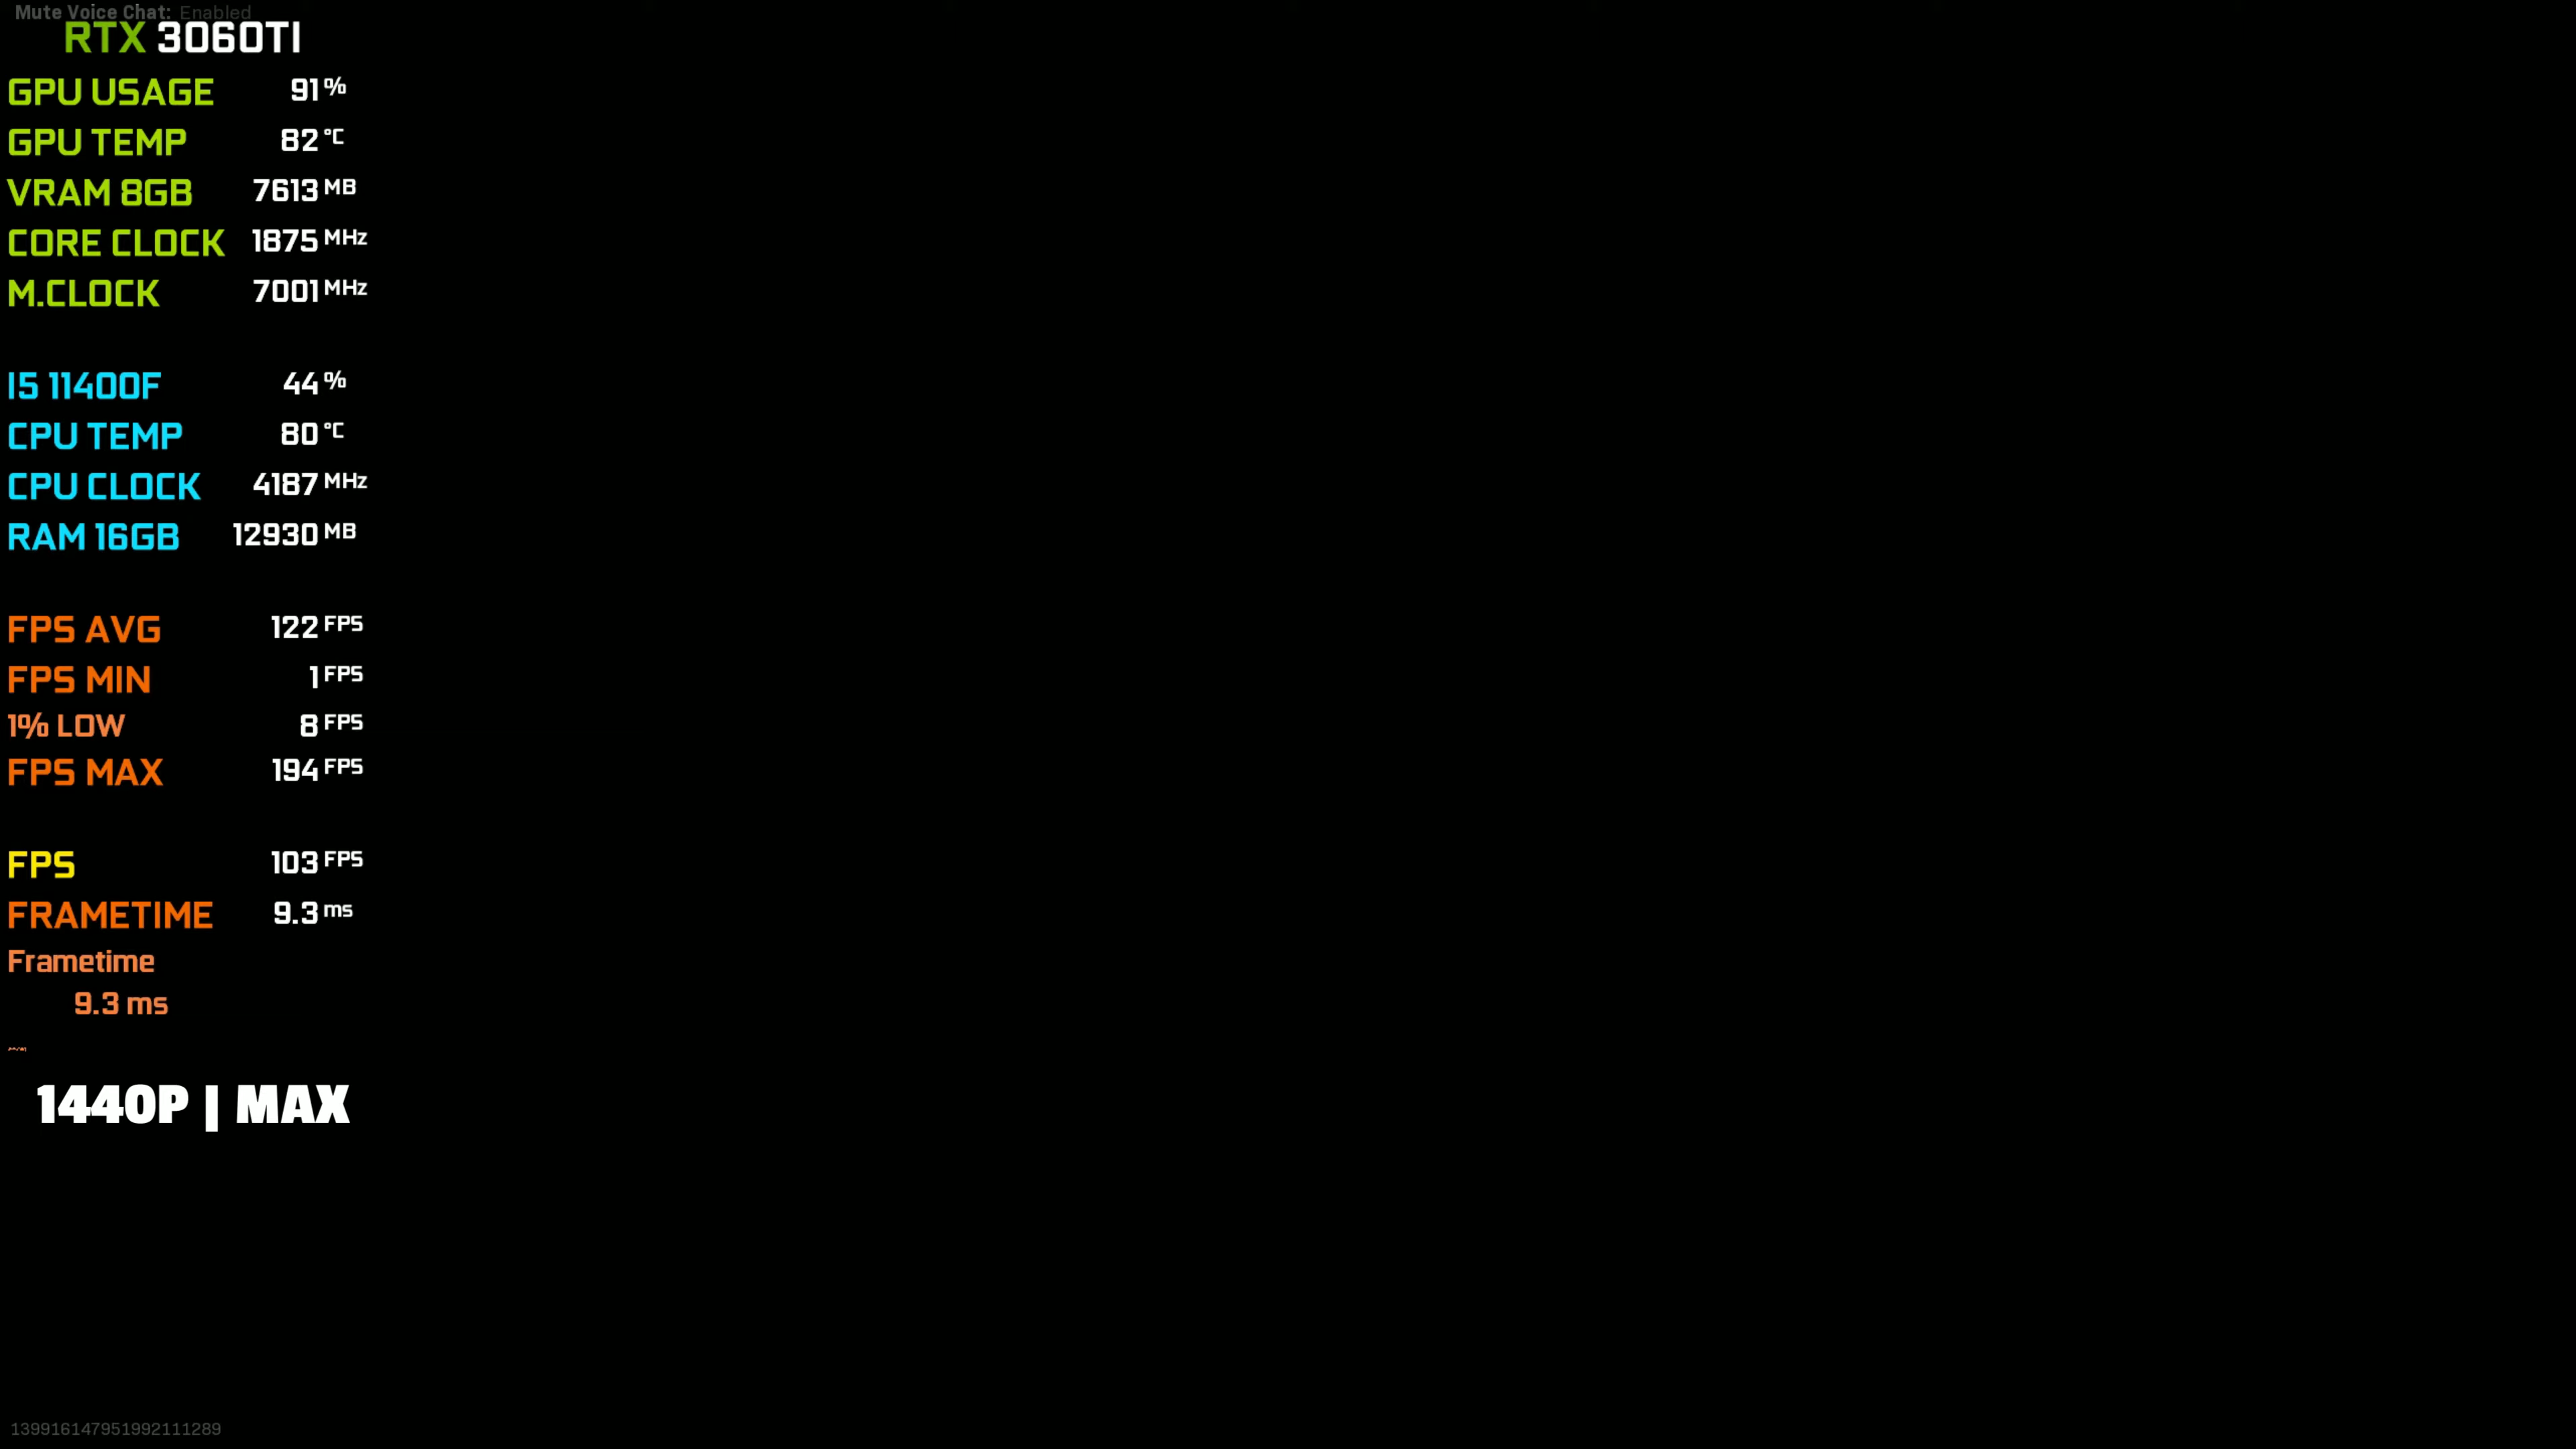 Mute Voice Chat: Enabled
RTX 3060TI
GPU USAGE 91 %
GPU TEMP 82 °C
VRAM 8GB 7613 MB
CORE CLOCK 1875 MHz
M.CLOCK 7001 MHz
I5 11400F 44 %
CPU TEMP 80 °C
CPU CLOCK 4187 MHz
RAM 16GB 12930 MB
FPS AVG 122 FPS
FPS MIN 1 FPS
1% LOW 8 FPS
FPS MAX 194 FPS
FPS 103 FPS
FRAMETIME 9.3 ms
Frametime
9.3 ms
1440P | MAX
139916147951992111289